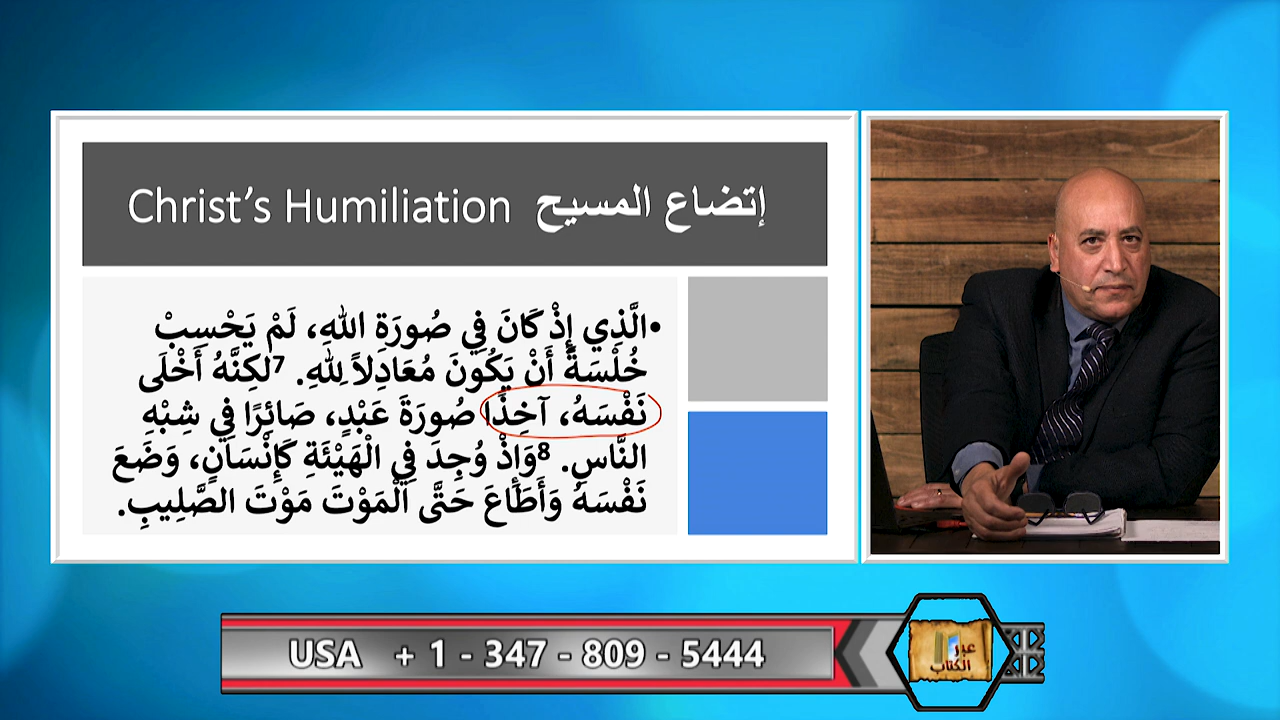 Christ’s Humiliation إتضاع المسيح
•الَّذِي إِذْ كَانَ فِي صُورَةِ اللهِ، لَمْ يَحْسِبْ
خُلْسَةً أَنْ يَكُونَ مُعَادِلاً لِلهِ. 7لكِنَّهُ أَخْلَى
نَفْسَهُ، آخِذًا صُورَةَ عَبْدٍ، صَائِرًا فِي شِبْهِ
النَّاسِ. 8وَإِذْ وُجِدَ فِي الْهَيْئَةِ كَإِنْسَانٍ، وَضَعَ
نَفْسَهُ وَأَطَاعَ حَتَّى الْمَوْتَ مَوْتَ الصَّلِيبِ.
USA + 1 - 347 - 809 - 5444
عبر
الكتاب